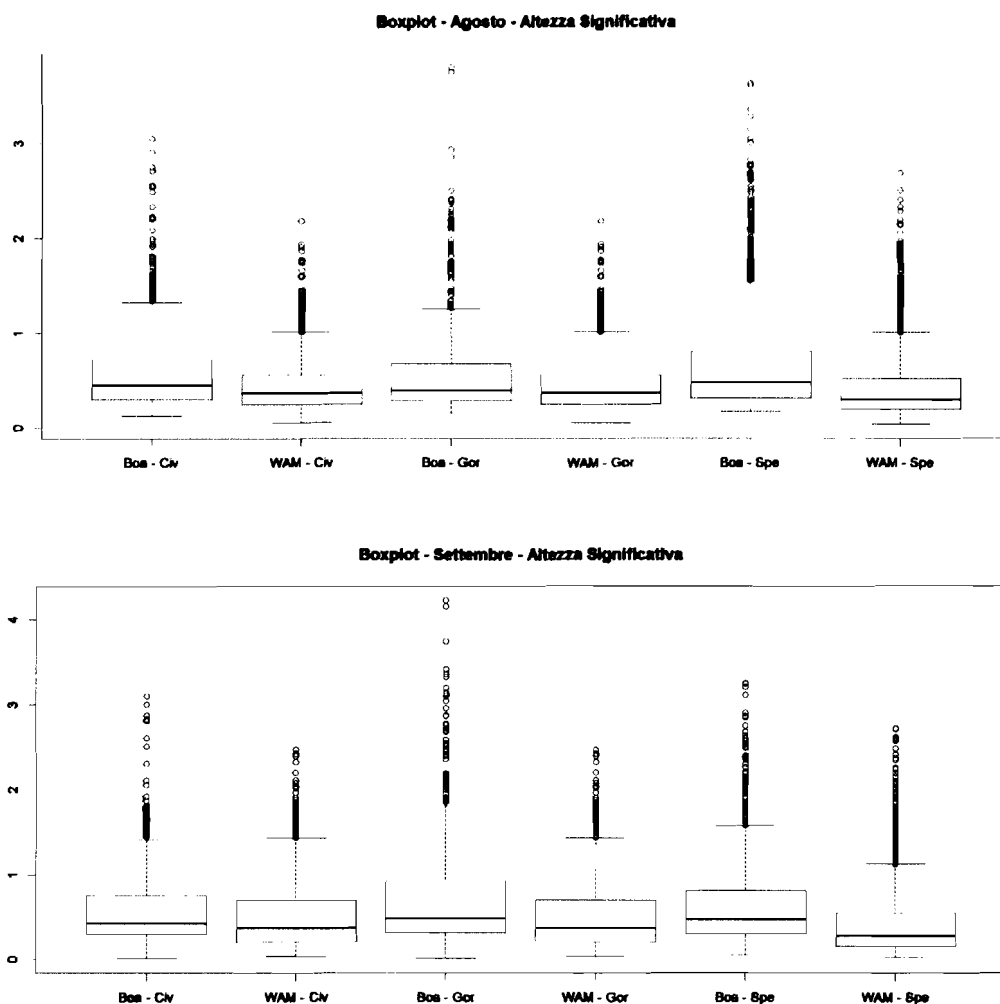 Boxplot - Agosto - Altezza Significativa
3
2
1
0
Boa - Civ WAM - Civ Boa - Gor WAM - Gor Boa - Spe WAM - Spe
Boxplot - Settembre - Altezza Significativa
4
3
2
1
0
Boa - Civ WAM - Civ Boa - Gor WAM - Gor Boa - Spe WAM - Spe